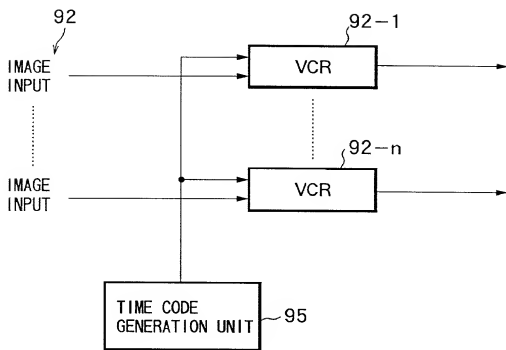 92
92-1
IMAGE
INPUT
VCR
92-n
IMAGE
INPUT
VCR
TIME CODE
GENERATION UNIT
95